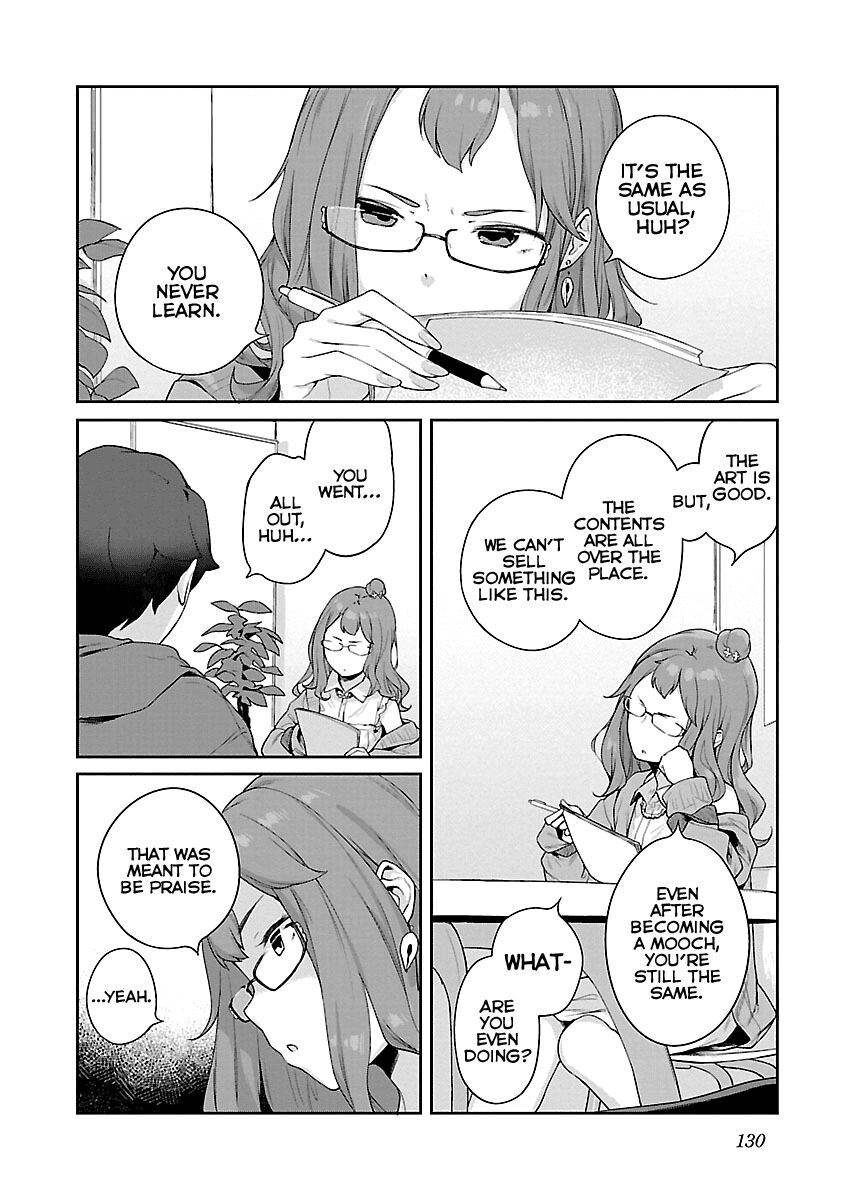 IT'S THE
SAME AS
USUAL,
HUH?
YOU
NEVER
LEARN.
THE
ART IS
GOOD.
BUT,
THE
CONTENTS
ARE ALL
OVER THE
PLACE.
WE CAN'T
SELL
SOMETHING
LIKE THIS.
EVEN
AFTER
BECOMING
A MOOCH,
YOU'RE
STILL THE
SAME.
WHAT-
ARE
YOU
EVEN
DOING?
YOU
WENT...
ALL
OUT,
HUH...
THAT WAS
MEANT TO
BE PRAISE.
...YEAH.
130